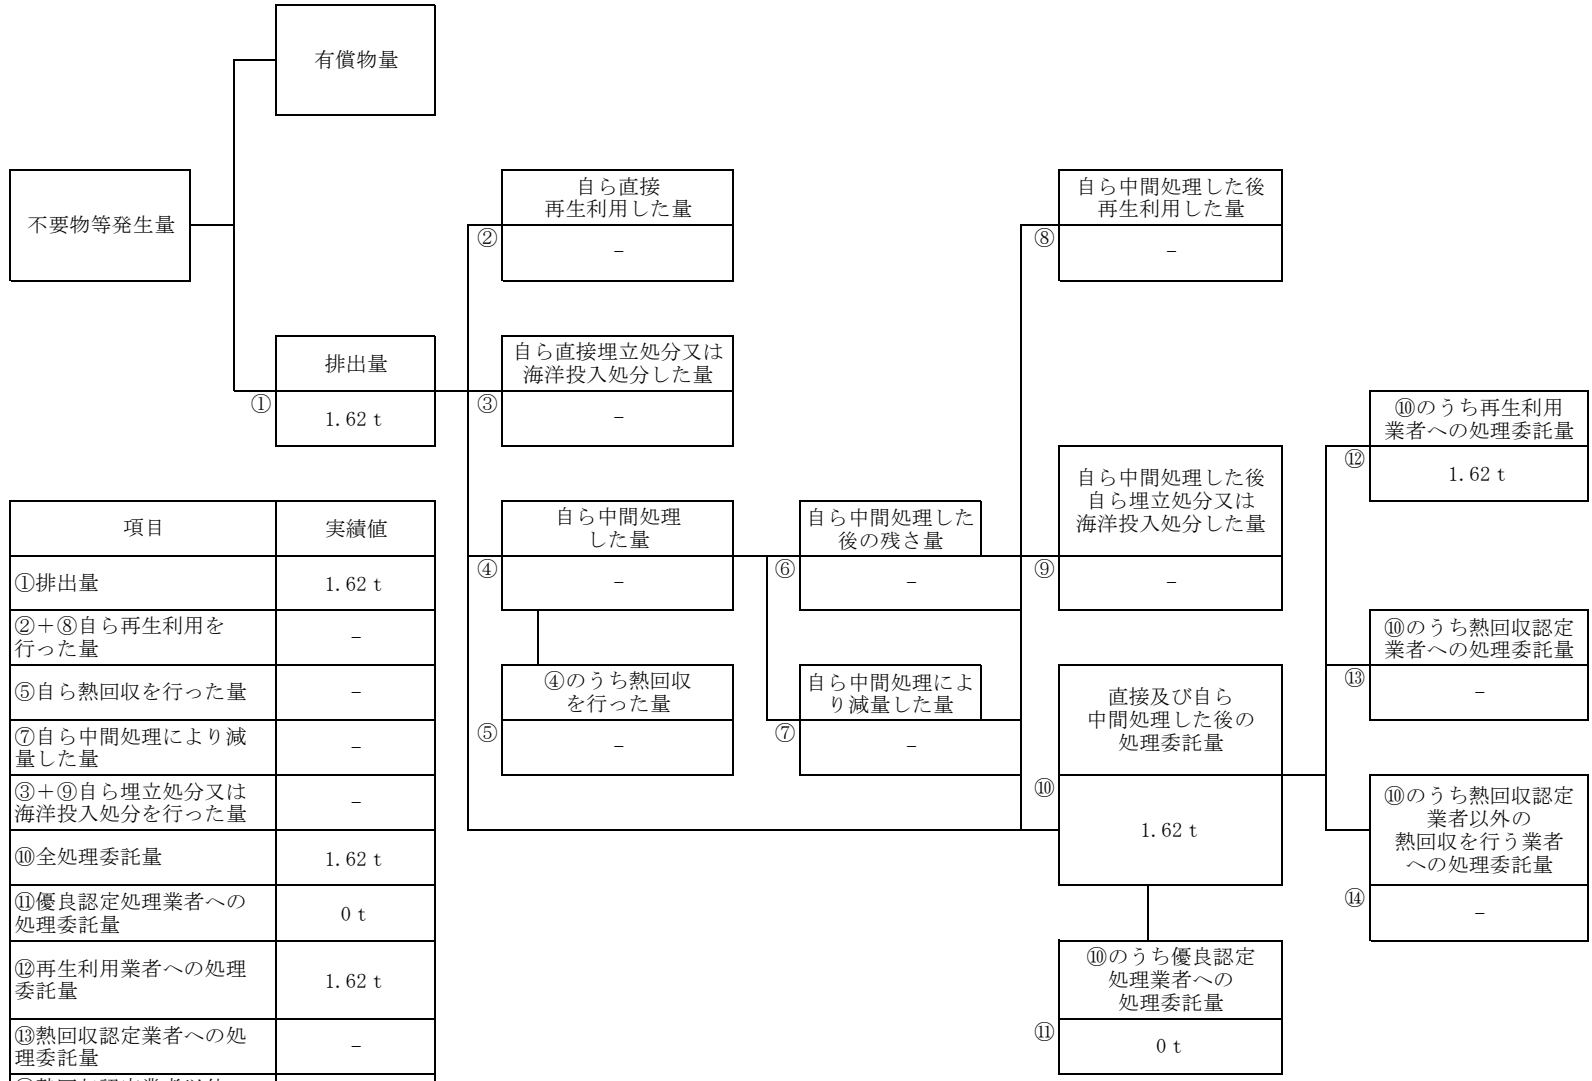 有償物量
不要物等発生量
自ら直接
再生利用した量
②
－
自ら中間処理した後
再生利用した量
⑧
－
排出量
①
1.62 t
自ら直接埋立処分又は
海洋投入処分した量
③
－
⑩のうち再生利用
業者への処理委託量
⑫
1.62 t
自ら中間処理
した量
④
－
自ら中間処理した
後の残さ量
⑥
－
自ら中間処理した後
自ら埋立処分又は
海洋投入処分した量
⑨
－
⑩のうち熱回収認定
業者への処理委託量
⑬
－
④のうち熱回収
を行った量
⑤
－
自ら中間処理によ
り減量した量
⑦
－
直接及び自ら
中間処理した後の
処理委託量
⑩
1.62 t
⑩のうち熱回収認定
業者以外の
熱回収を行う業者
への処理委託量
⑭
－
⑩のうち優良認定
処理業者への
処理委託量
⑪
0 t
項目 実績値
①排出量 1.62 t
②＋⑧自ら再生利用を
行った量 －
⑤自ら熱回収を行った量 －
⑦自ら中間処理により減
量した量 －
③＋⑨自ら埋立処分又は
海洋投入処分を行った量 －
⑩全処理委託量 1.62 t
⑪優良認定処理業者への
処理委託量 0 t
⑫再生利用業者への処理
委託量 1.62 t
⑬熱回収認定業者への処
理委託量 －